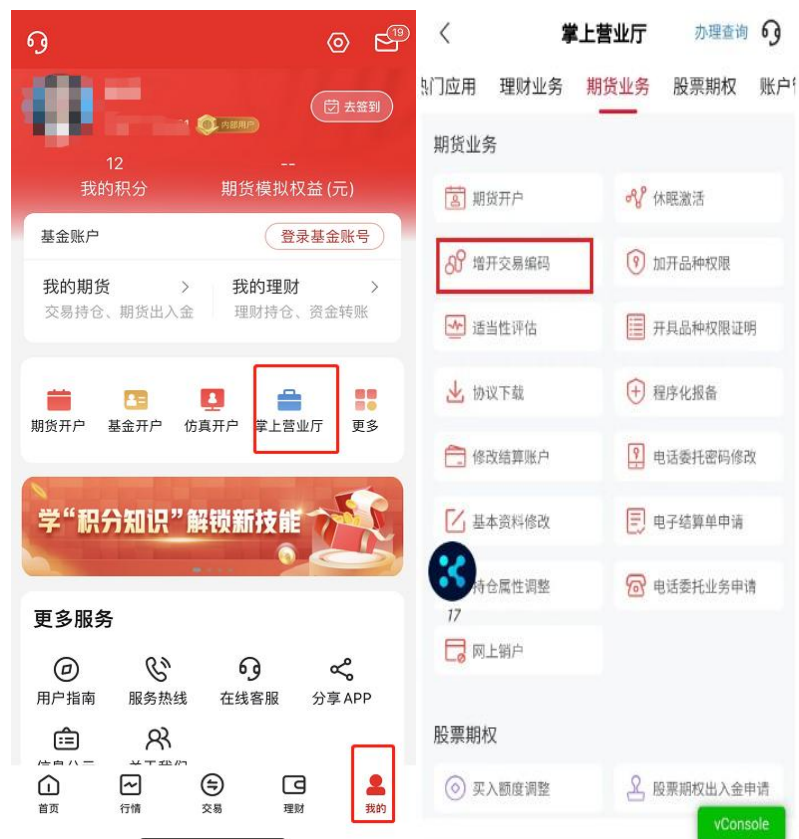 19
内部用户
去签到
12
--
我的积分
期货模拟权益(元)
基金账户
登录基金账号
我的期货
我的理财
交易持仓、期货出入金
理财持仓、资金转账
期货开户
基金开户
仿真开户
掌上营业厅
更多
学“积分知识”解锁新技能
更多服务
用户指南
服务热线
在线客服
分享APP
首页
行情
交易
理财
我的
掌上营业厅
办理查询
热门应用
理财业务
期货业务
股票期权
账户
期货业务
期货开户
休眠激活
增开交易编码
加开品种权限
适当性评估
开具品种权限证明
协议下载
程序化报备
修改结算账户
电话委托密码修改
基本资料修改
电子结算单申请
持仓属性调整
电话委托业务申请
17
网上销户
股票期权
买入额度调整
股票期权出入金申请
vConsole